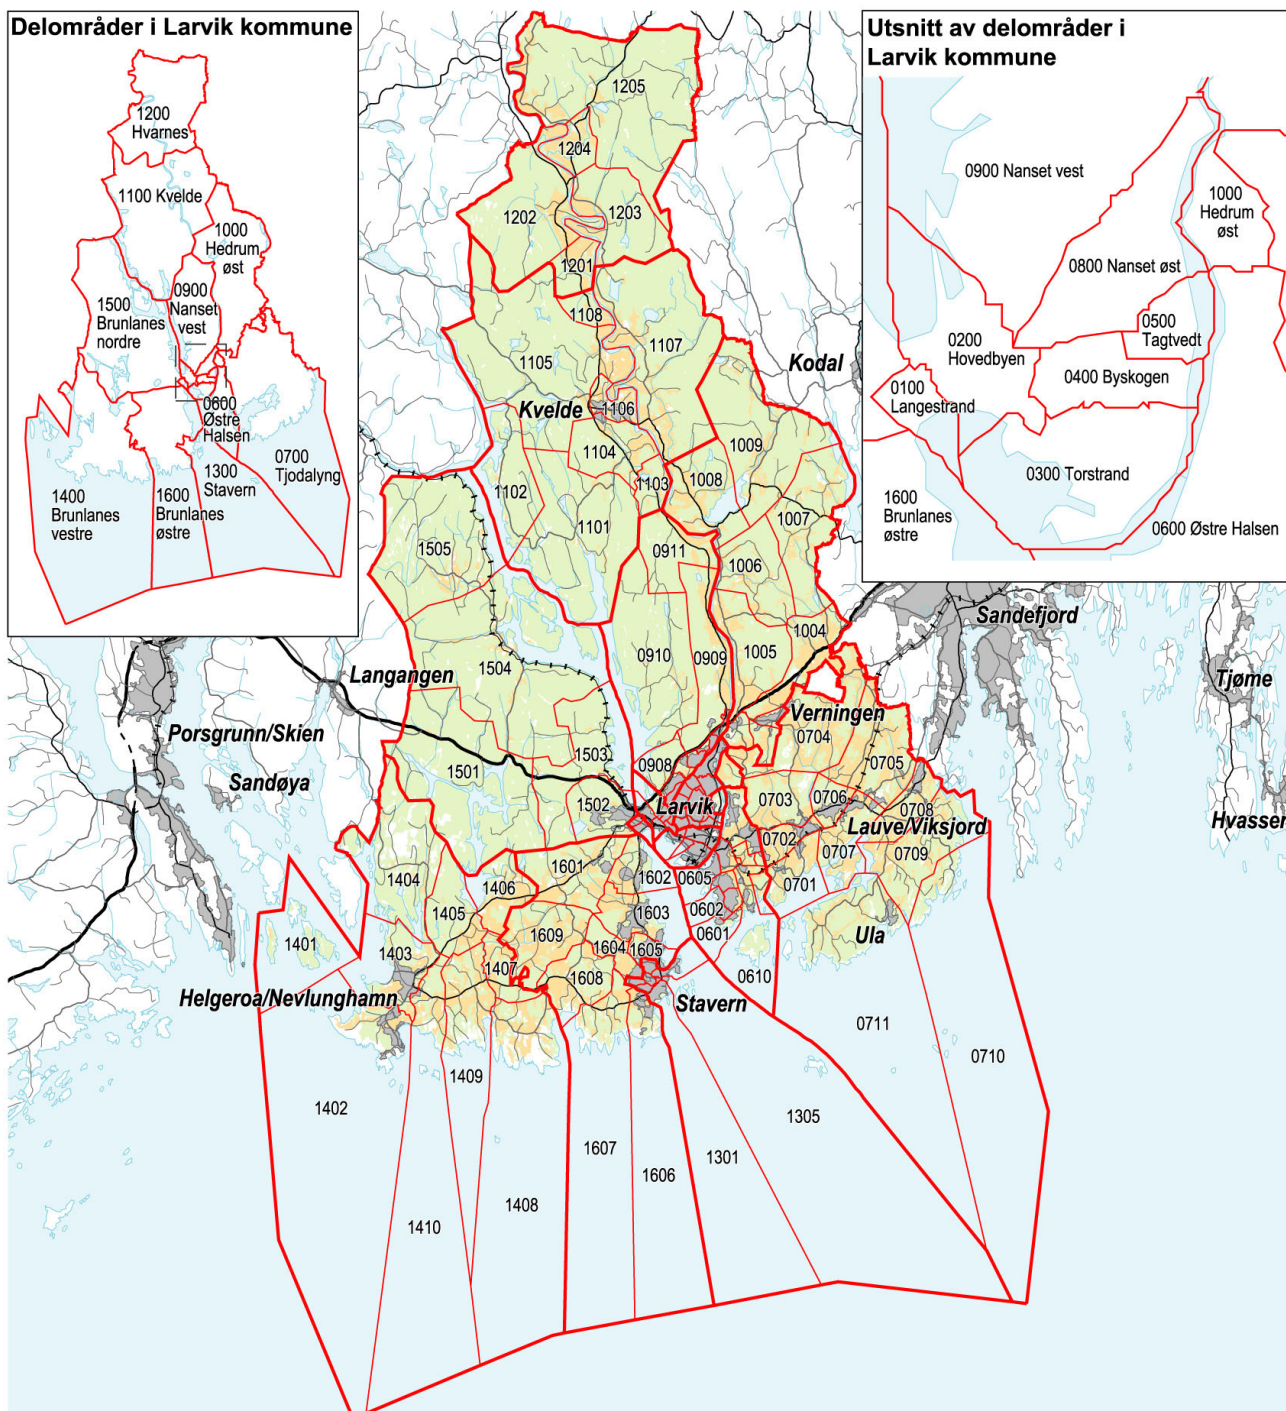 Delområder i Larvik kommune
1200
Hvarnes
1100 Kvelde
1000
Hedrum
øst
0900
Nanset
vest
1500
Brunlanes
nordre
0600
Østre
Halsen
0700
Tjodalyng
1300
Stavern
1400
Brunlanes
vestre
1600
Brunlanes
østre
Utsnitt av delområder i
Larvik kommune
0900 Nanset vest
1000
Hedrum
øst
0800 Nanset øst
0500
Tagtvedt
0200
Hovedbyen
0400 Byskogen
0100
Langestrand
0300 Torstrand
1600
Brunlanes
østre
0600 Østre Halsen
1205
1204
1202
1203
1201
1108
1107
1105
Kodal
Kvelde
1106
1009
1104
1103
1008
1102
1101
1007
0911
1006
1505
Sandefjord
1004
1504
0910
0909
1005
Langangen
Tjøme
Verningen
Porsgrunn/Skien
0704
1503
0908
0705
1501
Sandøya
0703
0706
0708
1502
Larvik
Hvasser
Lauve/Viksjord
0702
0707
0709
1601
1602
0605
0701
1404
1406
1405
1603
0602
1401
1403
1609
1604
1605
0601
Ula
1407
1608
0610
Helgeroa/Nevlunghamn
Stavern
0711
0710
1409
1402
1305
1607
1606
1301
1408
1410